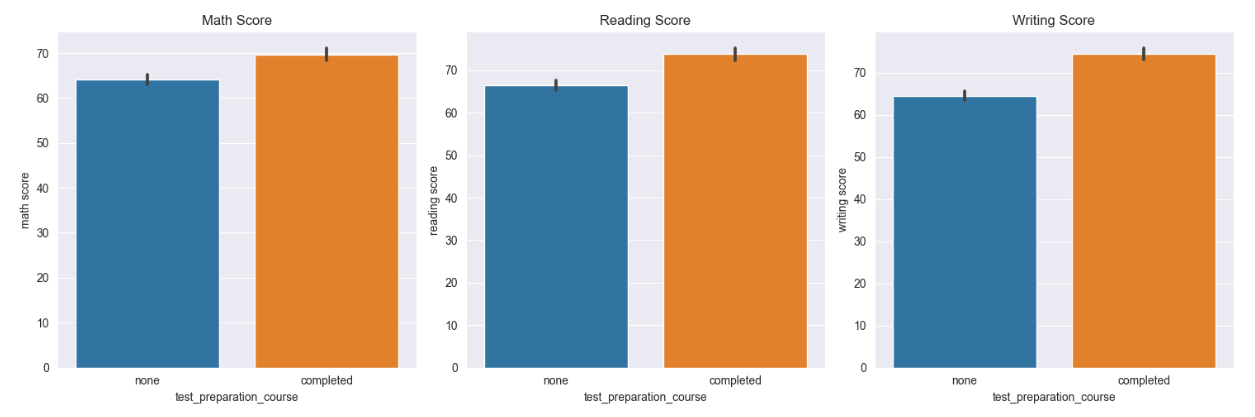 Math Score
math score
70
60
50
40
30
20
10
0
none completed
test_preparation_course
Reading Score
reading score
70
60
50
40
30
20
10
0
none completed
test_preparation_course
Writing Score
writing score
70
60
50
40
30
20
10
0
none completed
test_preparation_course